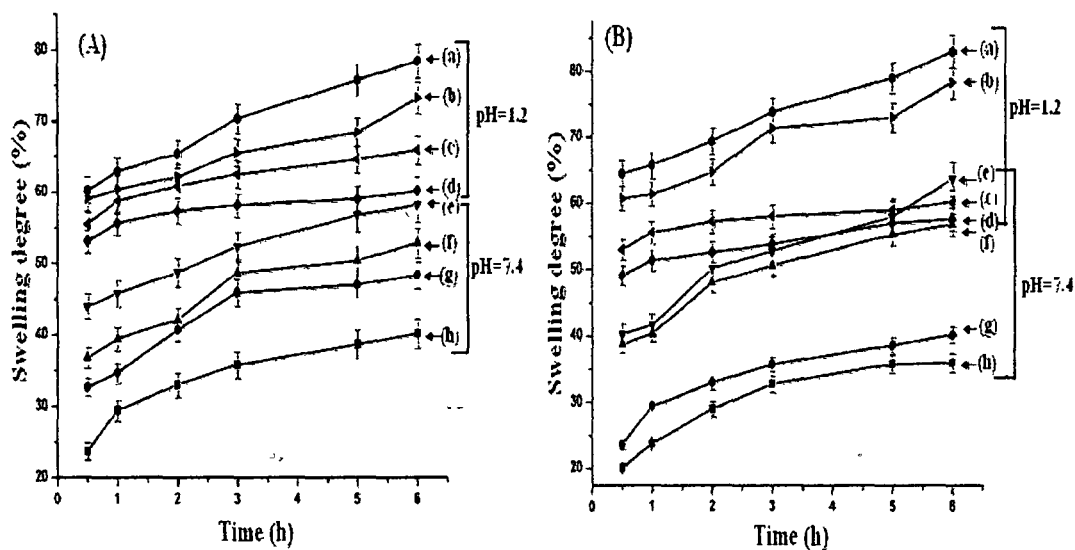 (A)
80
70
60
50
40
30
20
0
1
2
3
5
6
Swelling degree (%)
Time (h)
(a)
(b)
(c)
(d)
(e)
(f)
(g)
(h)
pH=1.2
pH=7.4
(B)
80
70
60
50
40
30
20
0
1
2
3
5
6
Swelling degree (%)
Time (h)
(a)
(b)
(e)
(d)
(f)
(g)
(h)
pH=1.2
pH=7.4